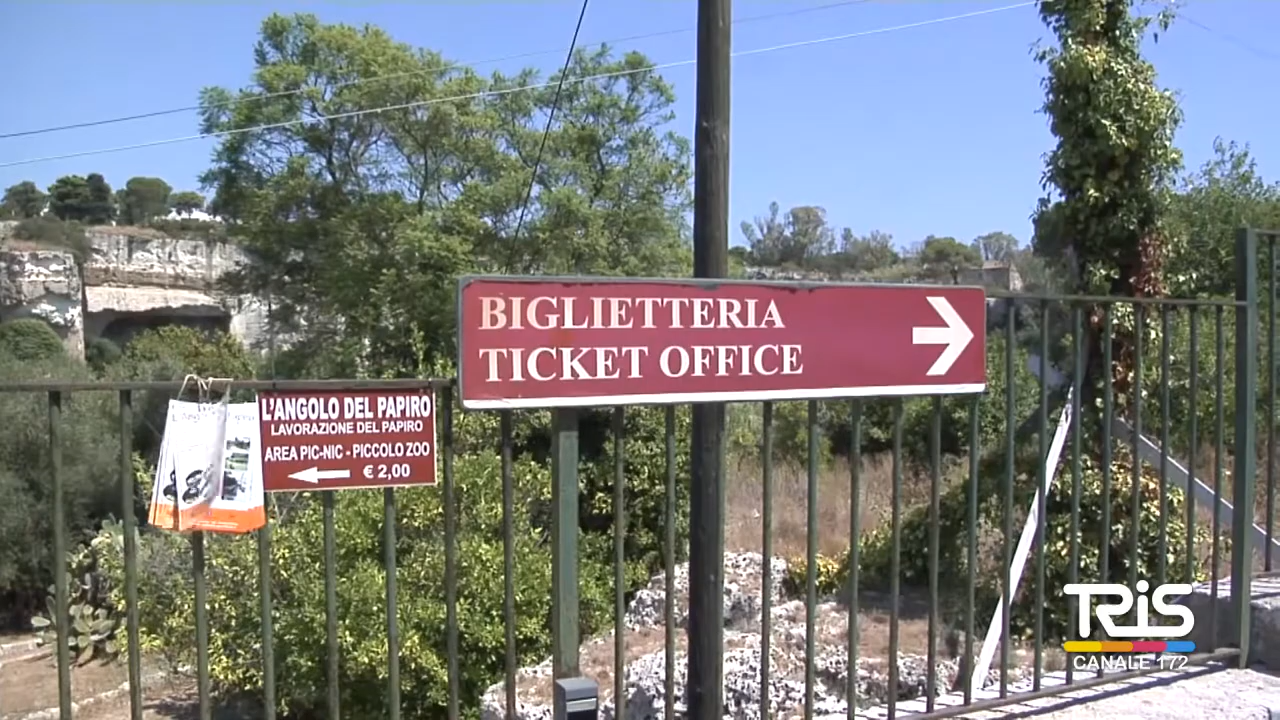 BIGLIETTERIA
TICKET OFFICE
L'ANGOLO DEL PAPIRO
LAVORAZIONE DEL PAPIRO
AREA PIC-NIC - PICCOLO ZOO
€ 2,00
TRIS
CANALE 172